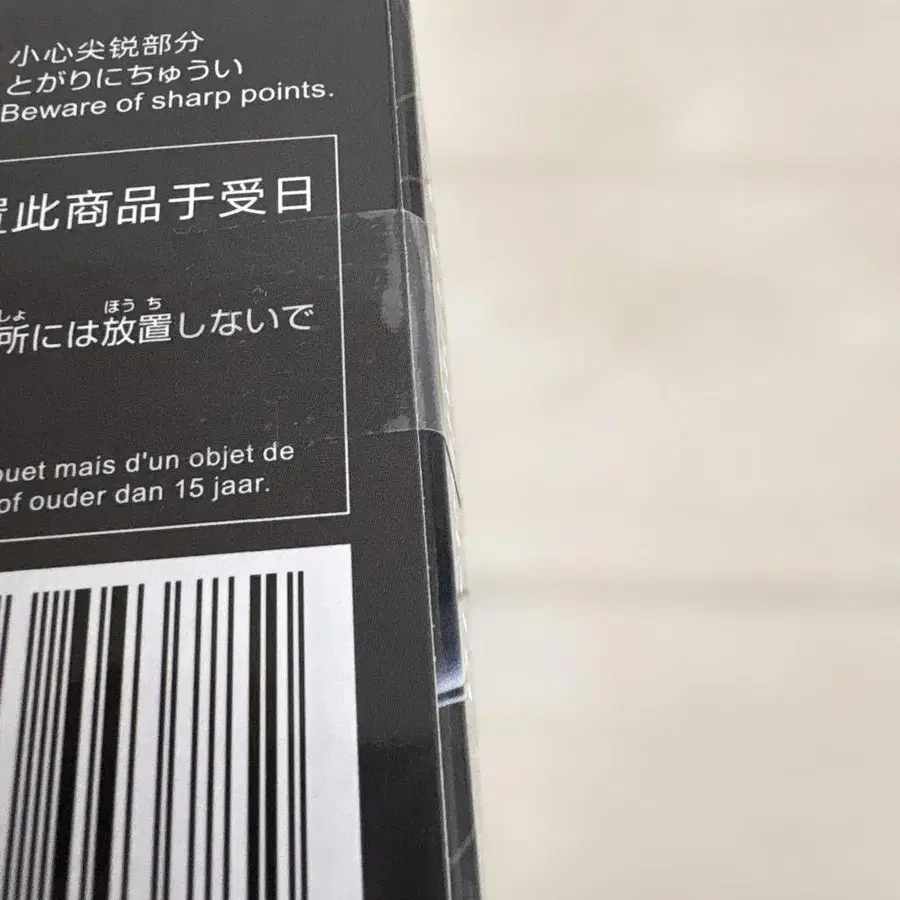 小心尖锐部分
とがりにちゅうい
Beware of sharp points.
置此商品于受日
しょ ほう ち
所には放置しないで
ouet mais d'un objet de
of ouder dan 15 jaar.